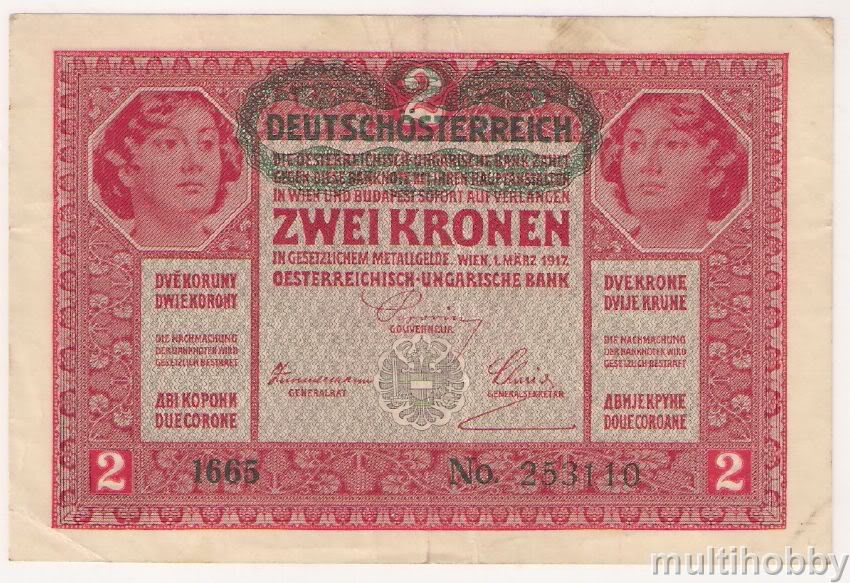 2
DEUTSCHÖSTERREICH
DIE OESTERREICHISCH-UNGARISCHE BANK ZAHLT
GEGEN DIESE BANKNOTE BEI IHREN HAUPTANSTALTEN
IN WIEN UND BUDAPEST SOFORT AUF VERLANGEN
ZWEI KRONEN
IN GESETZLICHEM METALLGELDE. WIEN, 1. MÄRZ 1917.
OESTERREICHISCH-UNGARISCHE BANK
GOUVERNEUR
GENERALRAT
GENERALSEKRETÄR
DVĚ KORUNY
DWIE KORONY
DIE NACHMACHUNG
DER BANKNOTEN WIRD
GESETZLICH BESTRAFT
ДВІ КОРОНИ
DUE CORONE
DVE KRONE
DVIJE KRUNE
DIE NACHMACHUNG
DER BANKNOTEN WIRD
GESETZLICH BESTRAFT
ДВИЈЕ КРУНЕ
DOUE COROANE
2
1665
No. 253110
2
multihobby